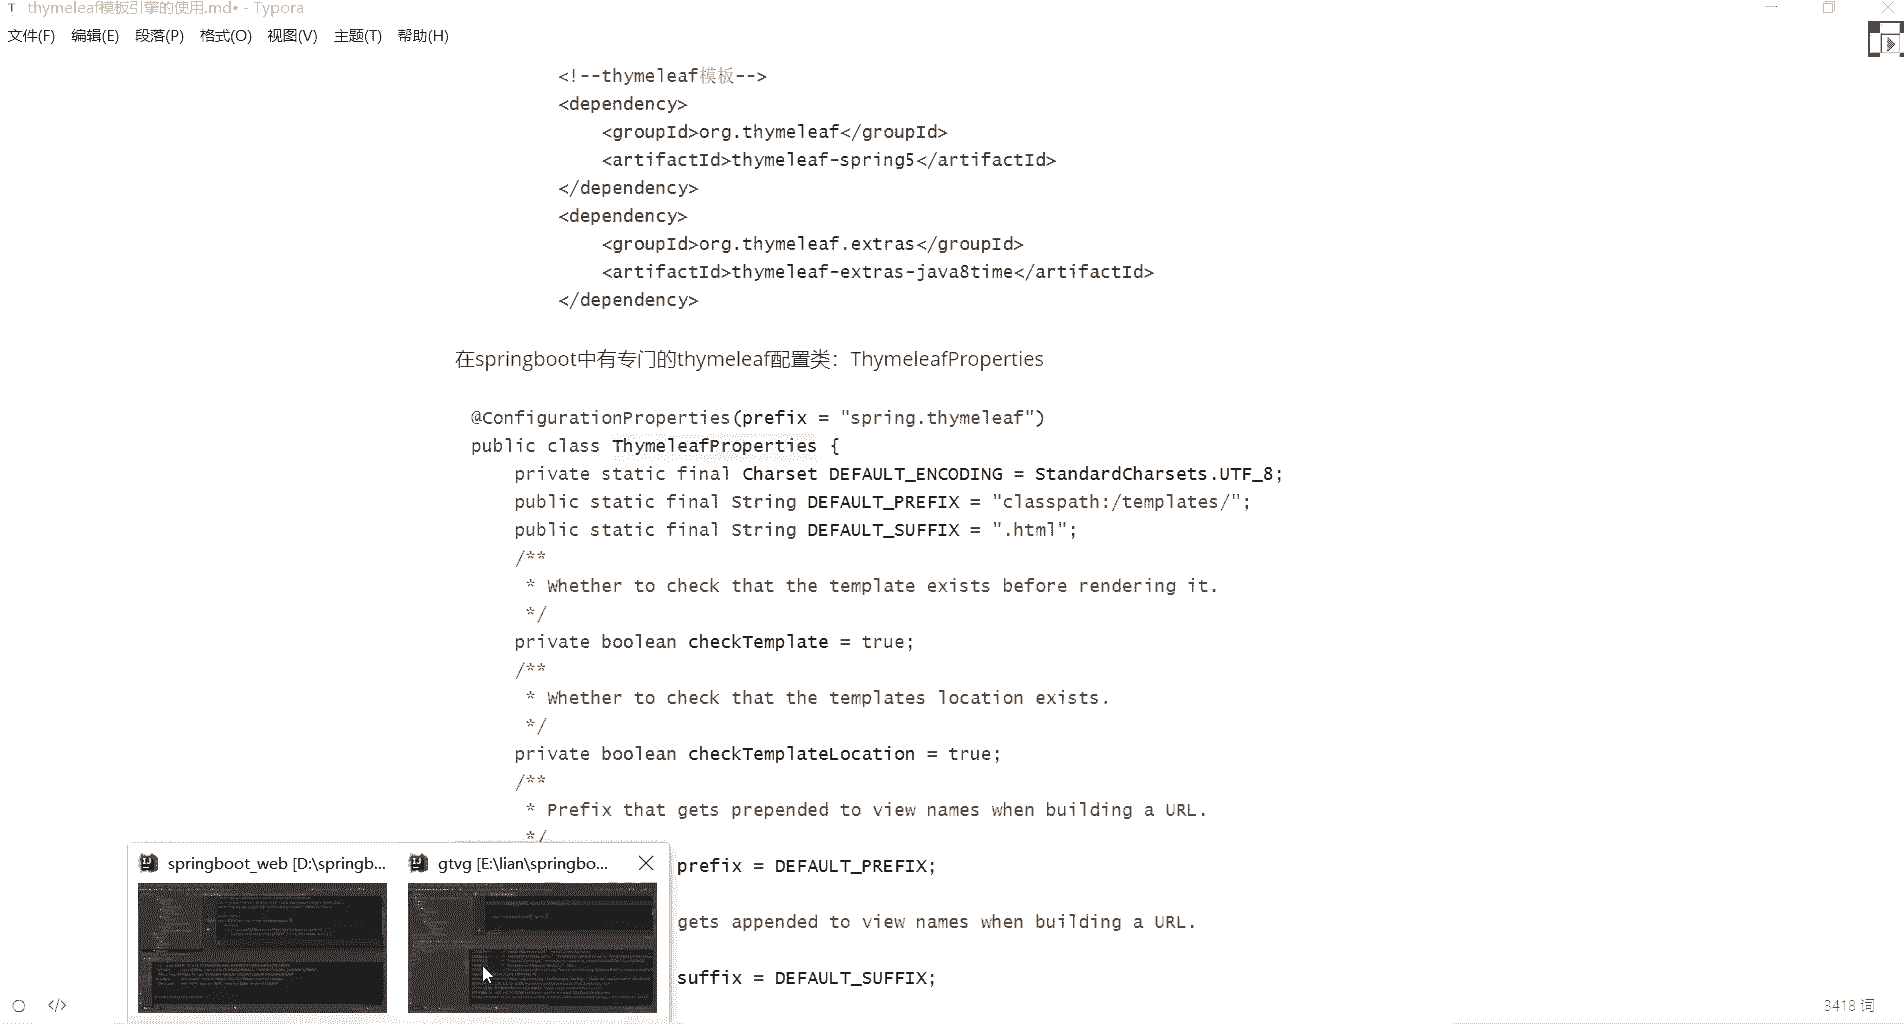 T thymeleaf模板引擎的使用.md• - Typora
文件(F) 编辑(E) 段落(P) 格式(O) 视图(V) 主题(T) 帮助(H)
<!--thymeleaf模板-->
<dependency>
<groupId>org.thymeleaf</groupId>
<artifactId>thymeleaf-spring5</artifactId>
</dependency>
<dependency>
<groupId>org.thymeleaf.extras</groupId>
<artifactId>thymeleaf-extras-java8time</artifactId>
</dependency>
在springboot中有专门的thymeleaf配置类：ThymeleafProperties
@ConfigurationProperties(prefix = "spring.thymeleaf")
public class ThymeleafProperties {
private static final Charset DEFAULT_ENCODING = StandardCharsets.UTF_8;
public static final String DEFAULT_PREFIX = "classpath:/templates/";
public static final String DEFAULT_SUFFIX = ".html";
/**
* Whether to check that the template exists before rendering it.
*/
private boolean checkTemplate = true;
/**
* Whether to check that the templates location exists.
*/
private boolean checkTemplateLocation = true;
/**
* Prefix that gets prepended to view names when building a URL.
*/
prefix = DEFAULT_PREFIX;
gets appended to view names when building a URL.
suffix = DEFAULT_SUFFIX;
springboot_web [D:\springb...
gtvg [E:\lian\springbo...
</> 3418 词